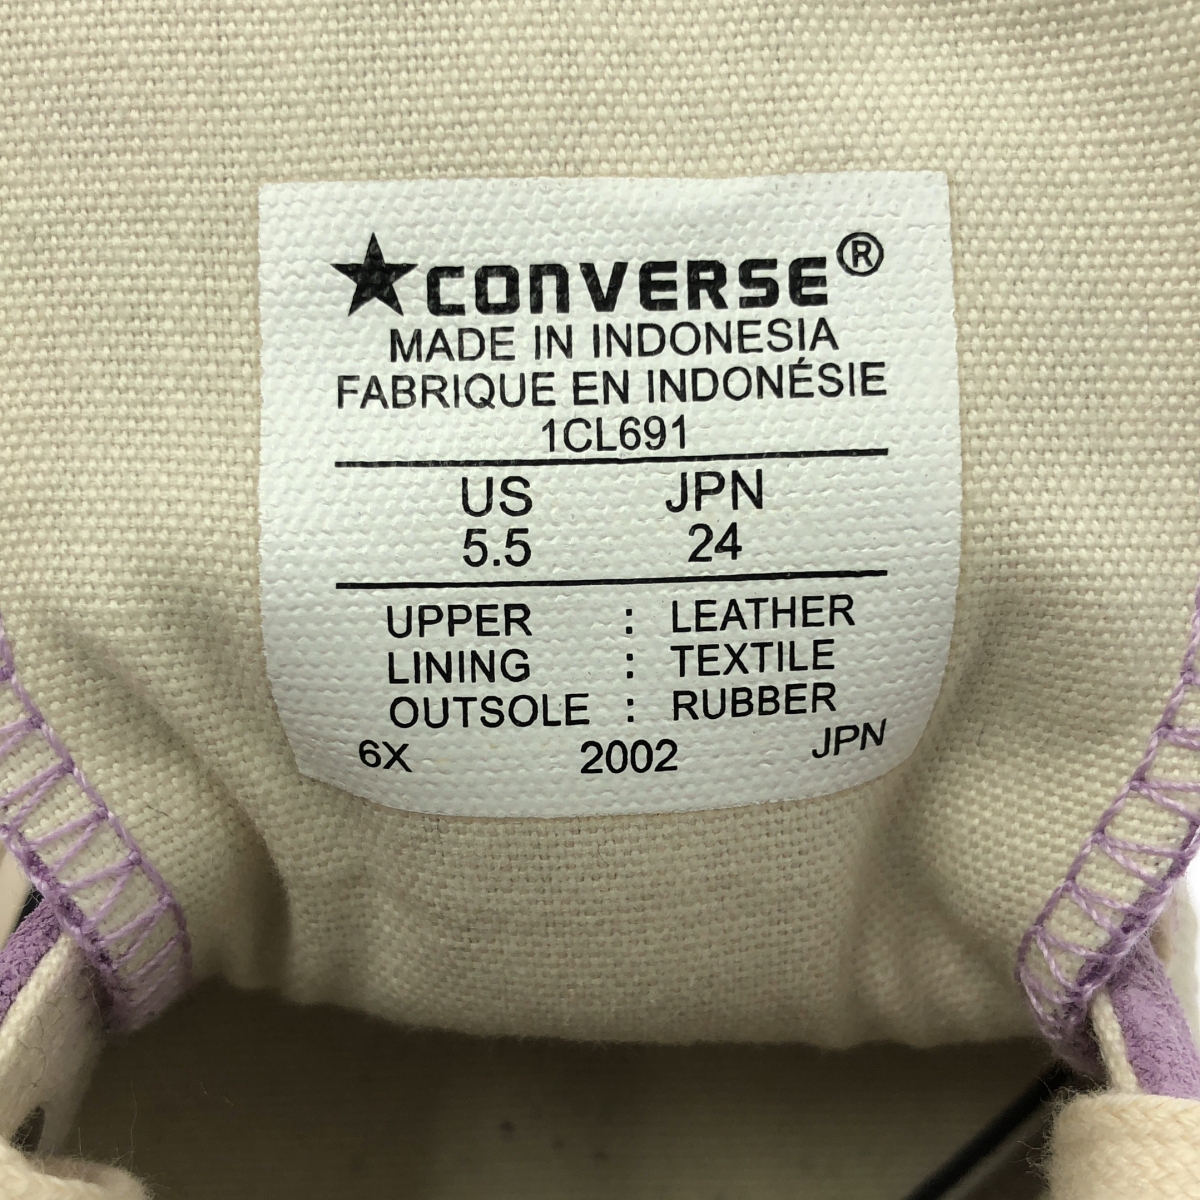 ★CONVERSE®
MADE IN INDONESIA
FABRIQUE EN INDONÉSIE
1CL691
US JPN
5.5 24
UPPER : LEATHER
LINING : TEXTILE
OUTSOLE : RUBBER
6X 2002 JPN